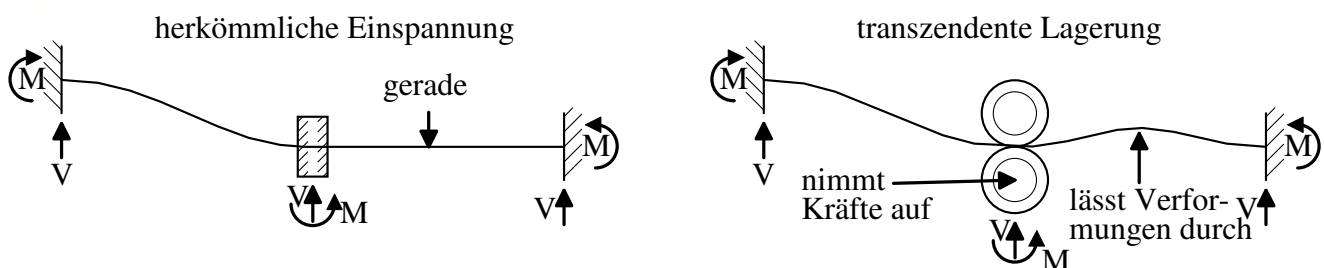 herkömmliche Einspannung
M
gerade
M
V
V
M
V
transzendente Lagerung
M
M
V
nimmt
Kräfte auf
lässt Verfor-
mungen durch
V
V
M